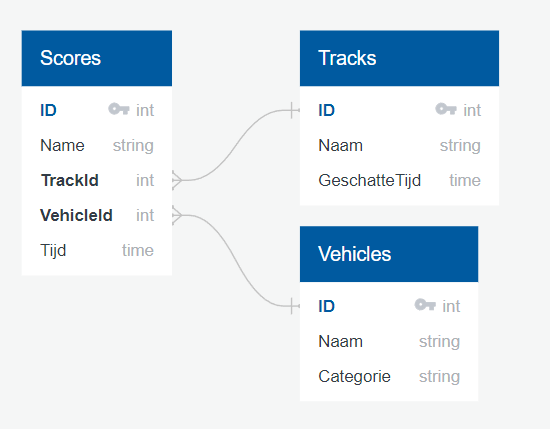 Scores
ID int
Name string
TrackId int
VehicleId int
Tijd time
Tracks
ID int
Naam string
GeschatteTijd time
Vehicles
ID int
Naam string
Categorie string